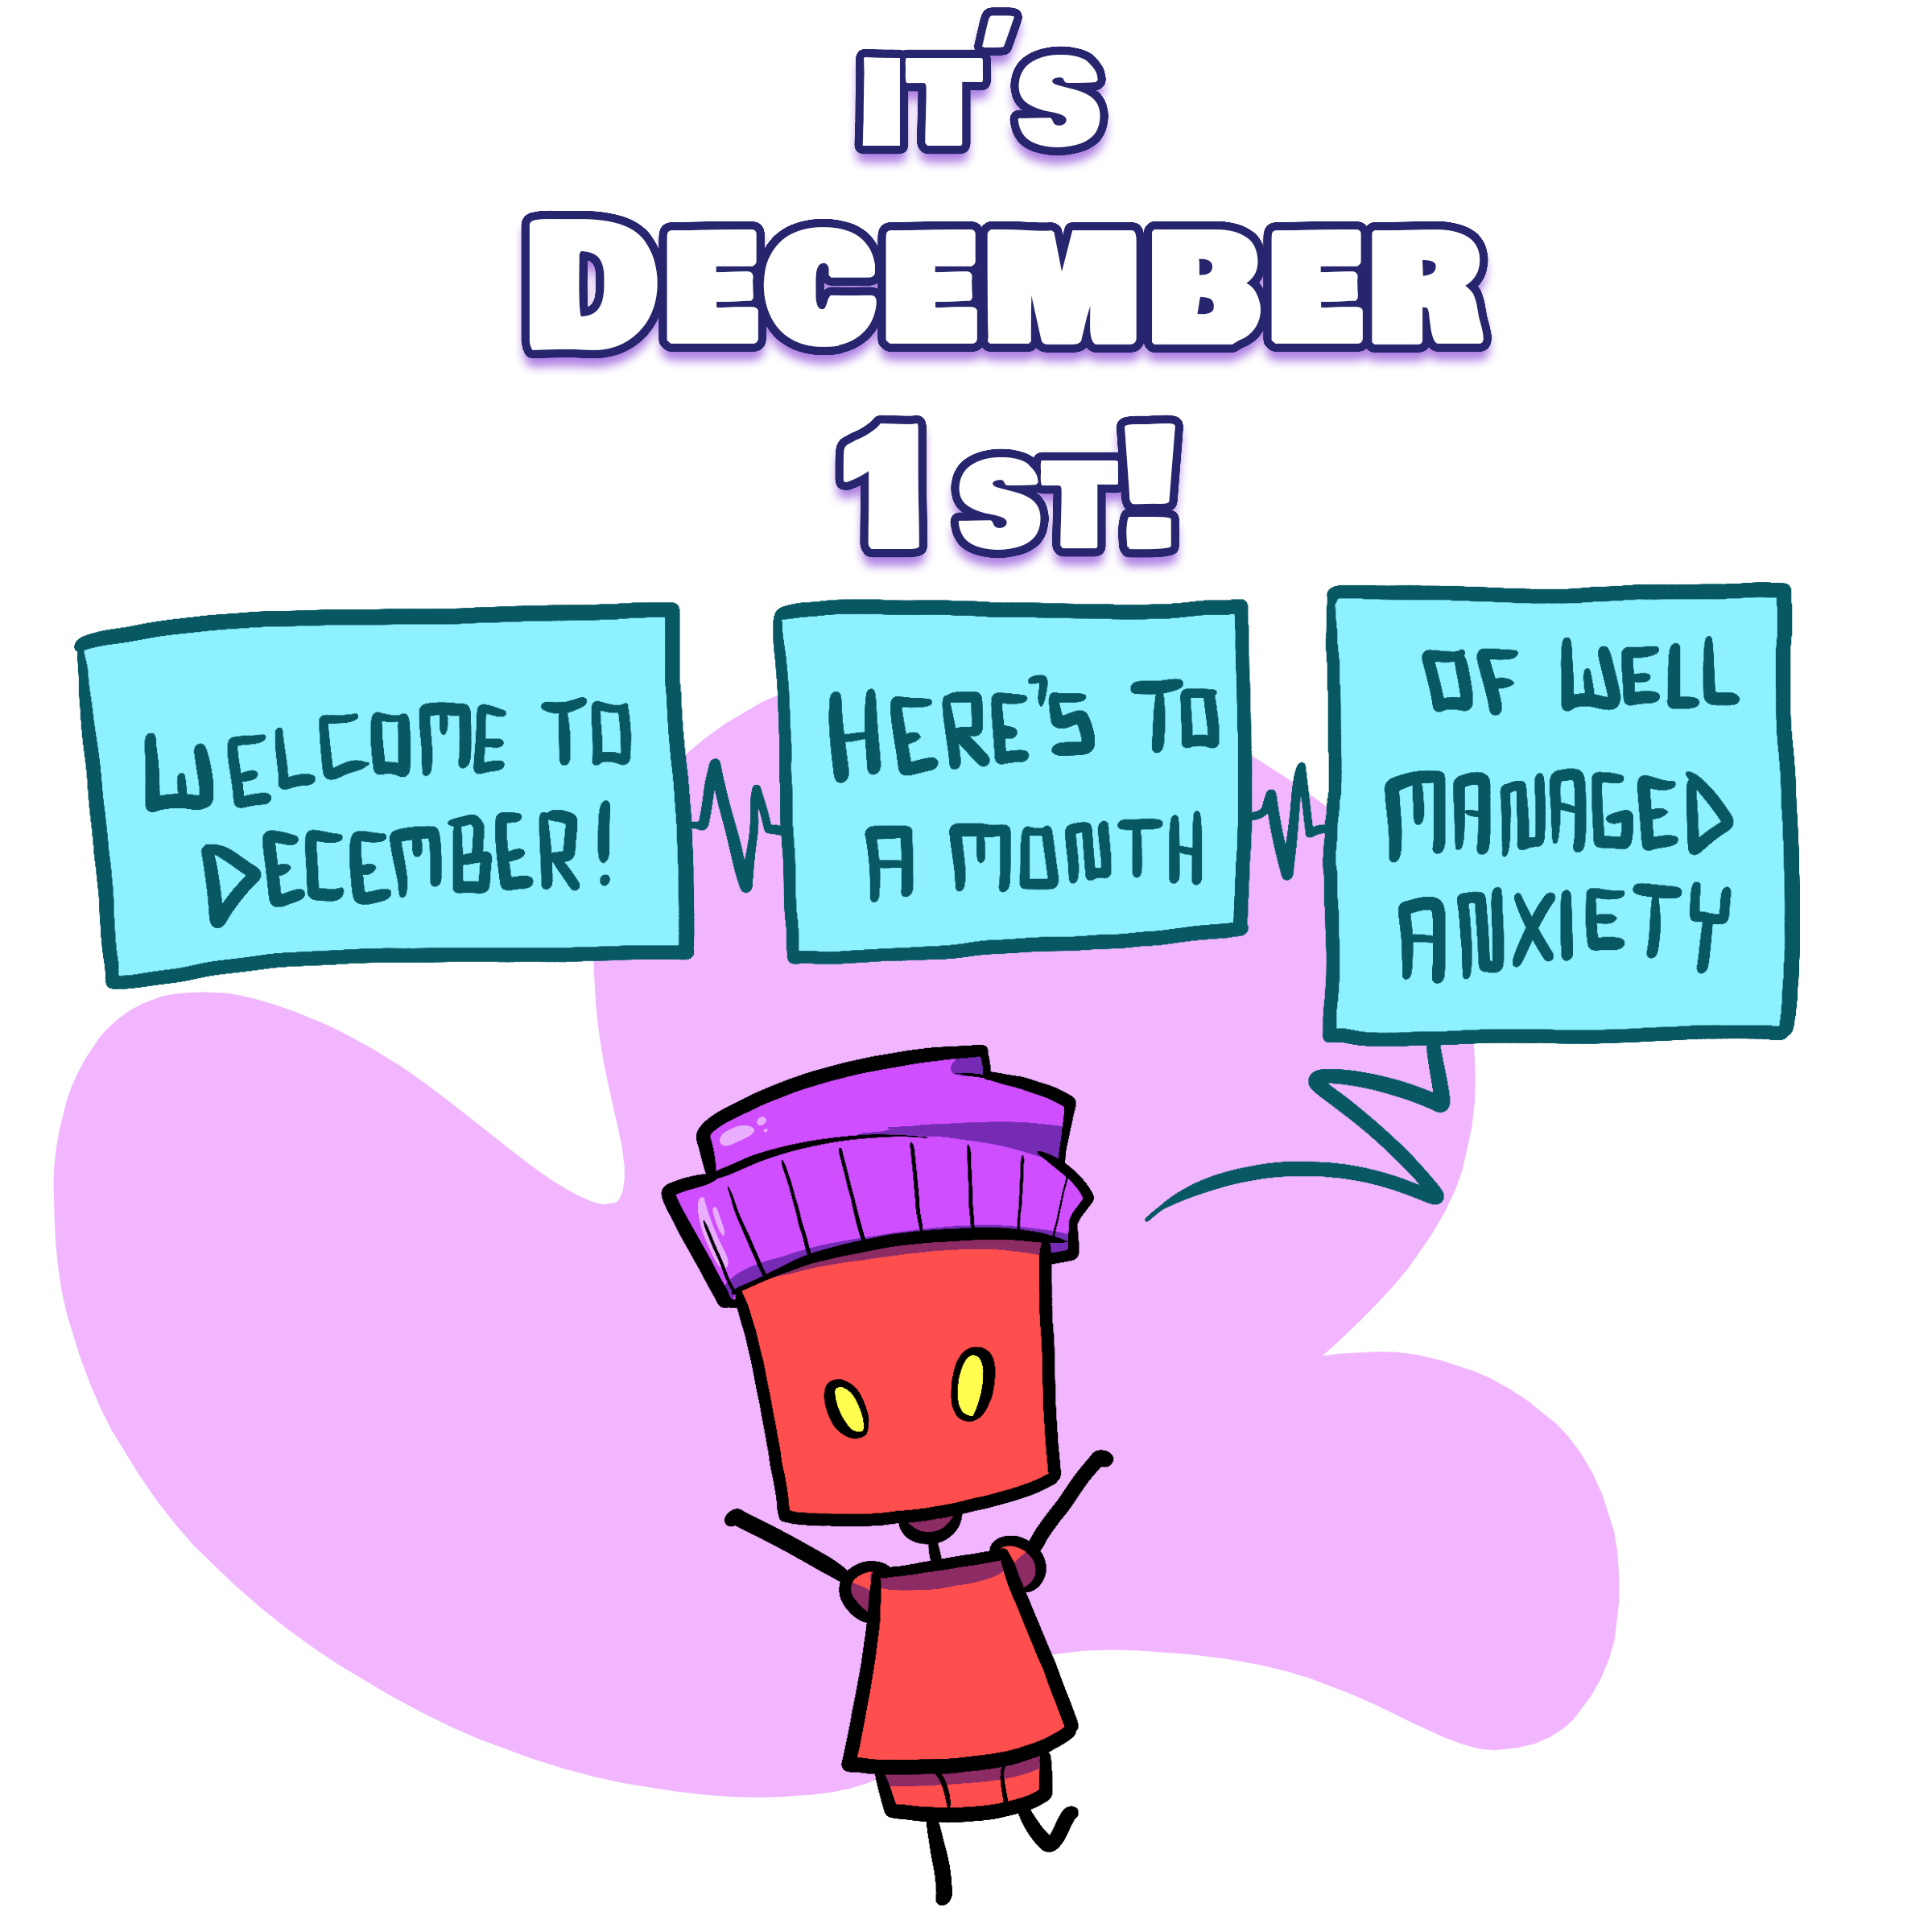 IT'S
DECEMBER
1ST!
WELCOME TO
DECEMBER!
HERE'S TO
A MONTH
OF WELL
MANAGED
ANXIETY